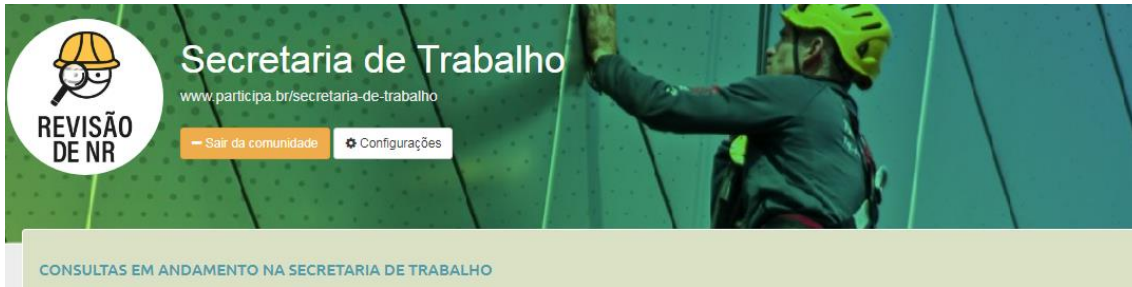 Secretaria de Trabalho
www.participa.br/secretaria-de-trabalho
REVISÃO
DE NR
Sair da comunidade
Configurações
CONSULTAS EM ANDAMENTO NA SECRETARIA DE TRABALHO